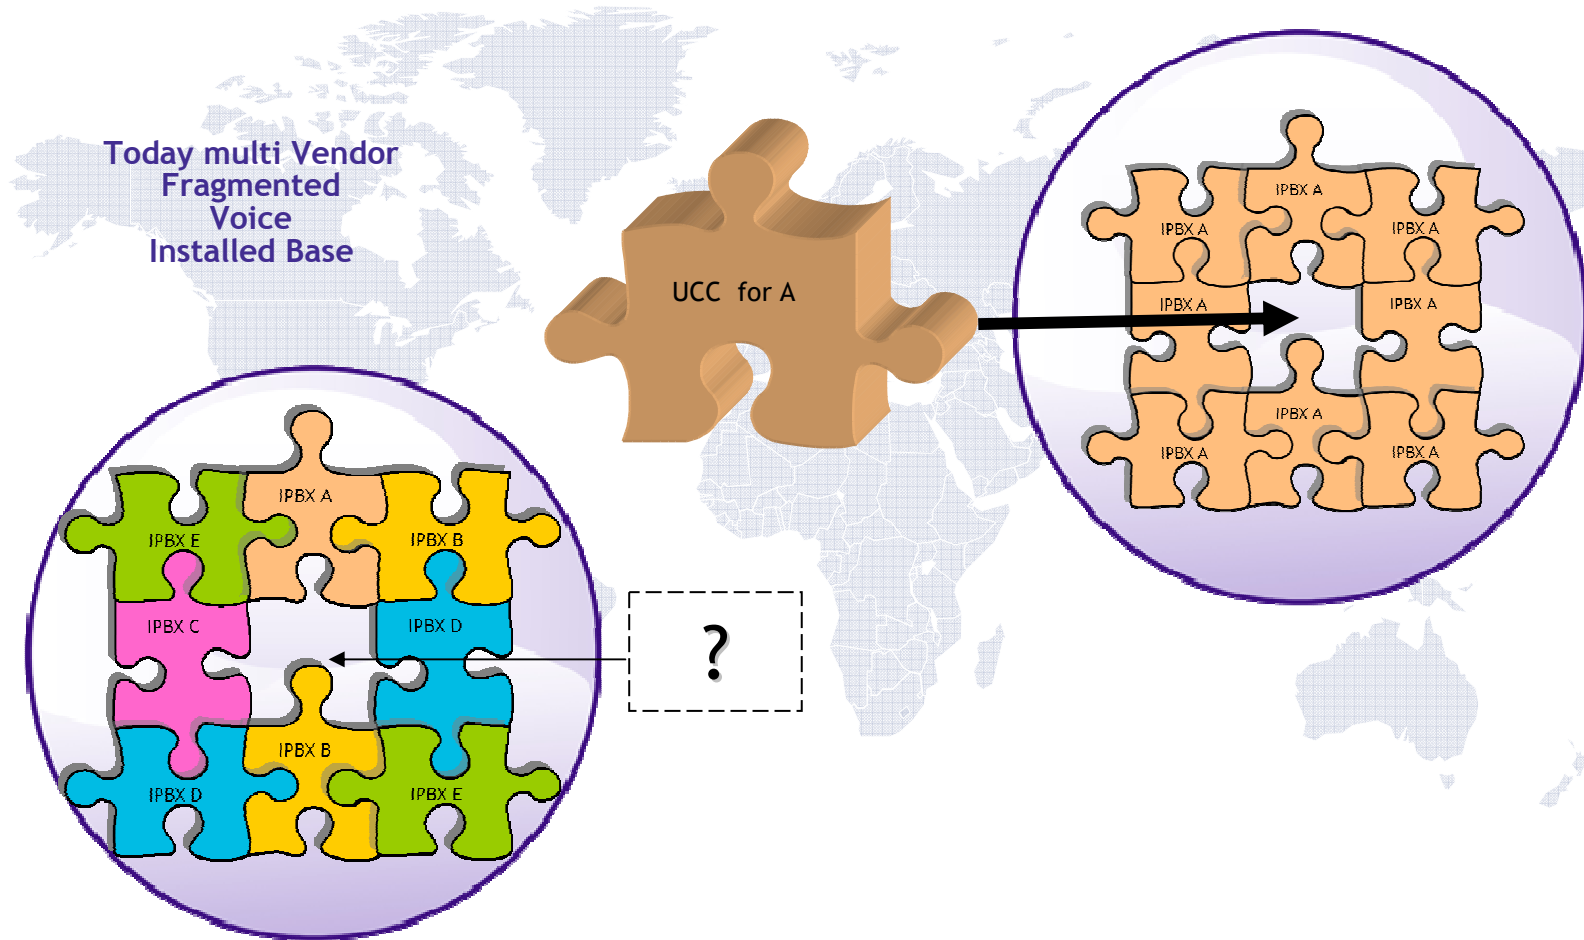 Today multi Vendor
Fragmented
Voice
Installed Base
UCC  for A
IPBX A
IPBX A
IPBX A
IPBX A
IPBX A
IPBX A
IPBX A
IPBX A
IPBX A
IPBX E
IPBX B
IPBX C
IPBX D
IPBX B
IPBX D
IPBX E
?